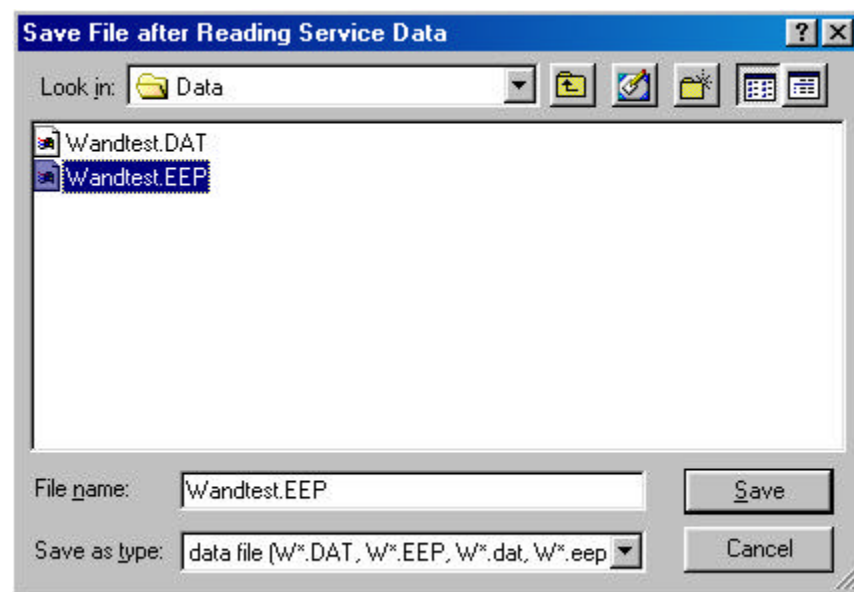 Save File after Reading Service Data
Look in: Data
Wandtest.DAT
Wandtest.EEP
File name: Wandtest.EEP
Save
Save as type: data file (W*.DAT, W*.EEP, W*.dat, W*.eep
Cancel